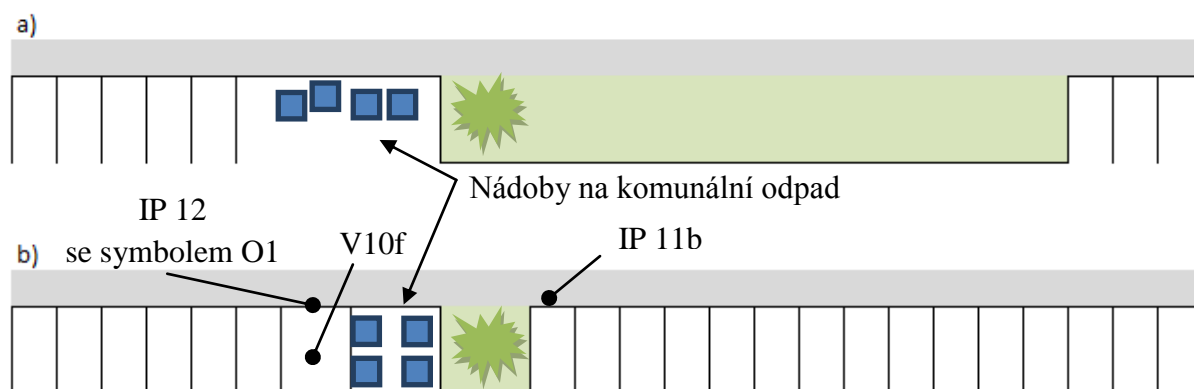 a)
Nádoby na komunální odpad
IP 12
se symbolem O1
V10f
IP 11b
b)